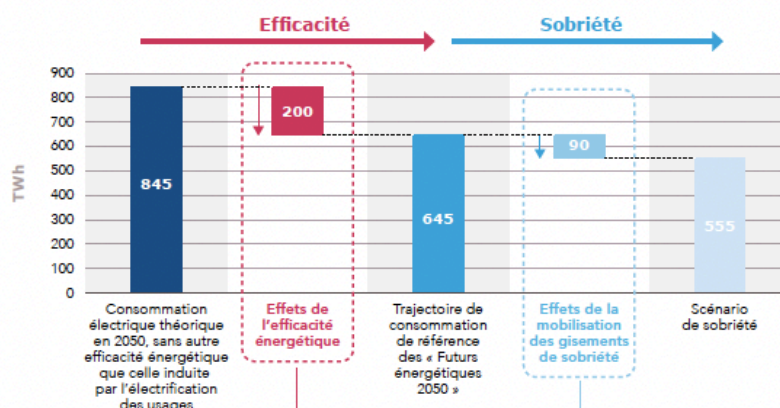 Efficacité
Sobriété
900
800
700
600
500
400
300
200
100
0
TWh
845
200
645
90
555
Consommation
électrique théorique
en 2050, sans autre
efficacité énergétique
que celle induite
par l'électrification
des usages
Effets de
l'efficacité
énergétique
Trajectoire de
consommation
de référence
des « Futurs
énergétiques
2050 »
Effets de la
mobilisation
des gisements
de sobriété
Scénario
de sobriété